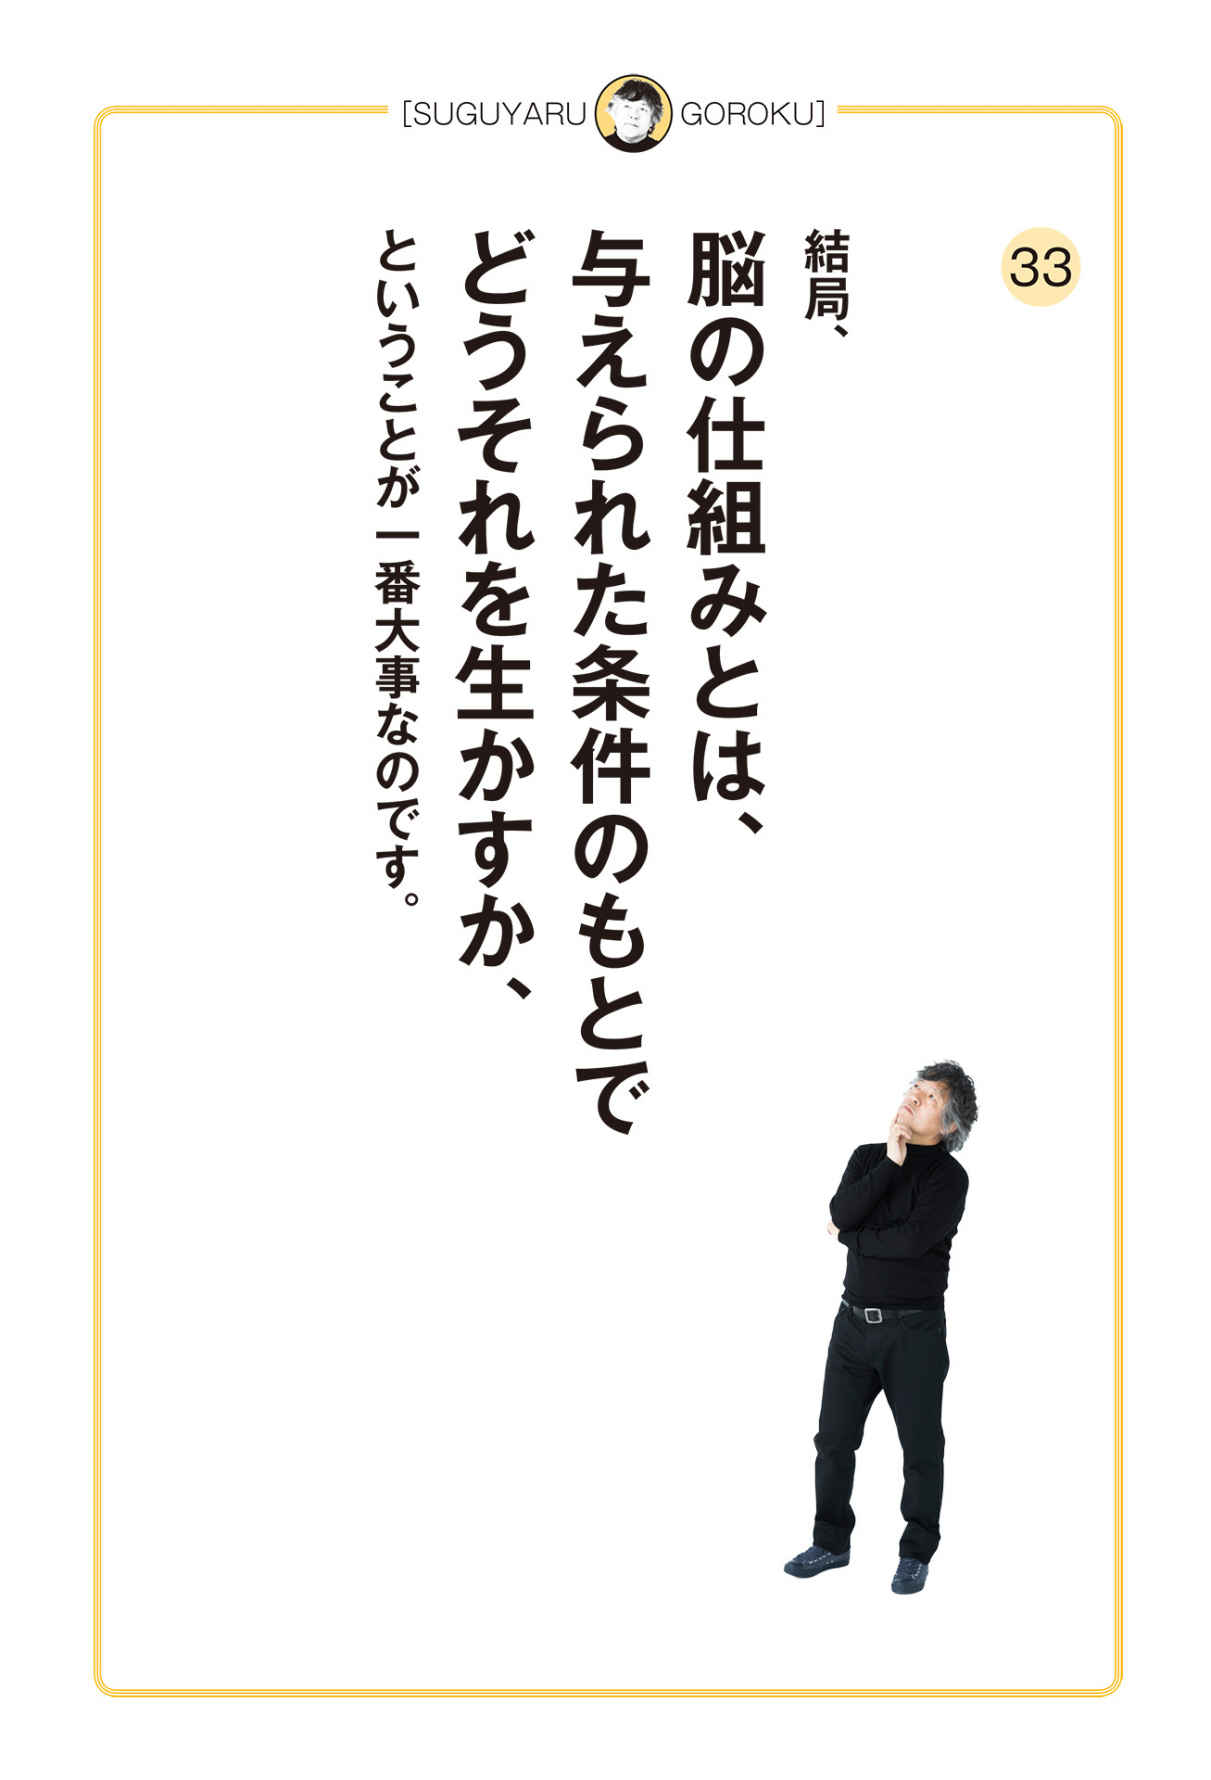 [SUGUYARU GOROKU]
33
結局、
脳の仕組みとは、
与えられた条件のもとで
どうそれを生かすか、
ということが一番大事なのです。